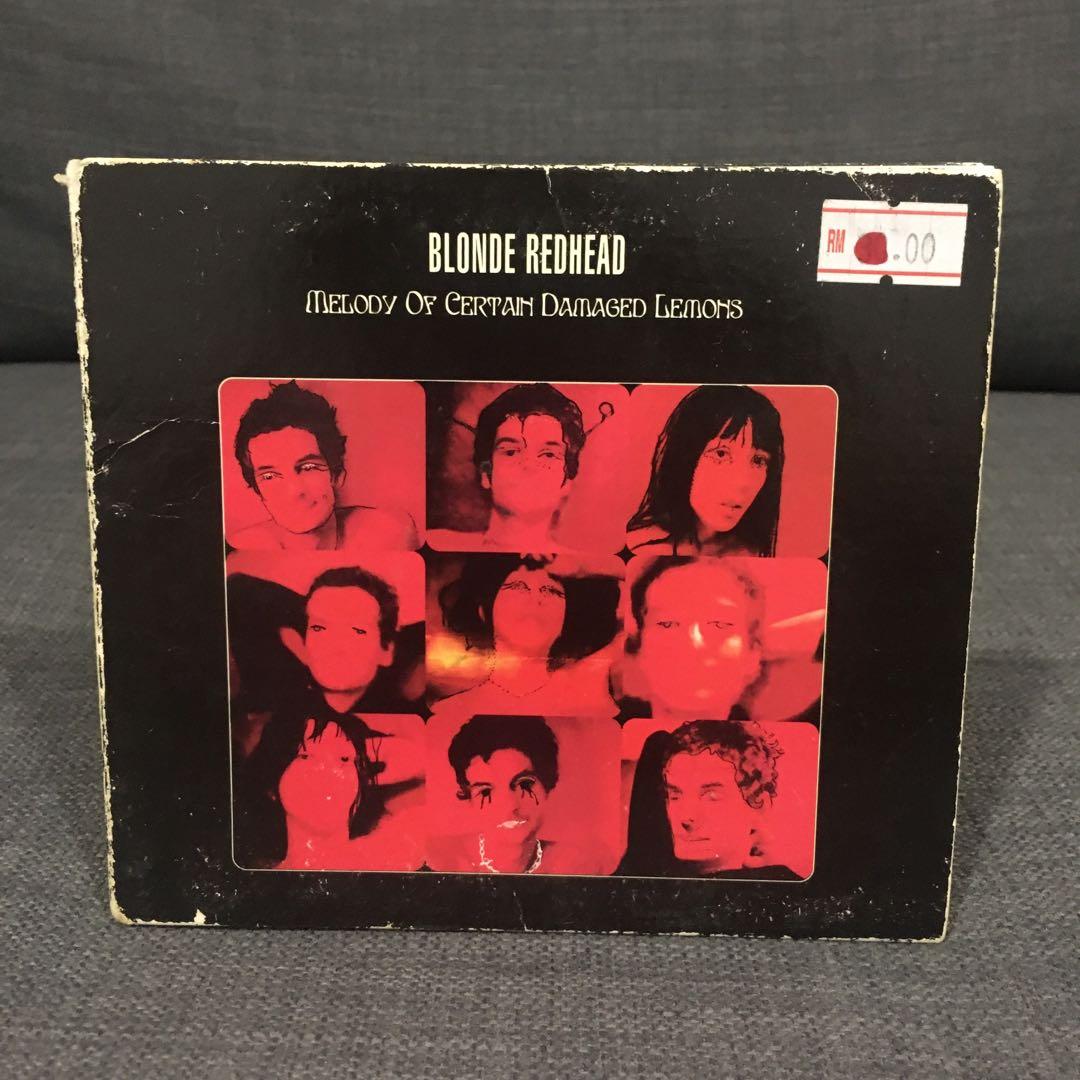 BLONDE REDHEAD
MELODY OF CERTAIN DAMAGED LEMONS
RM .00